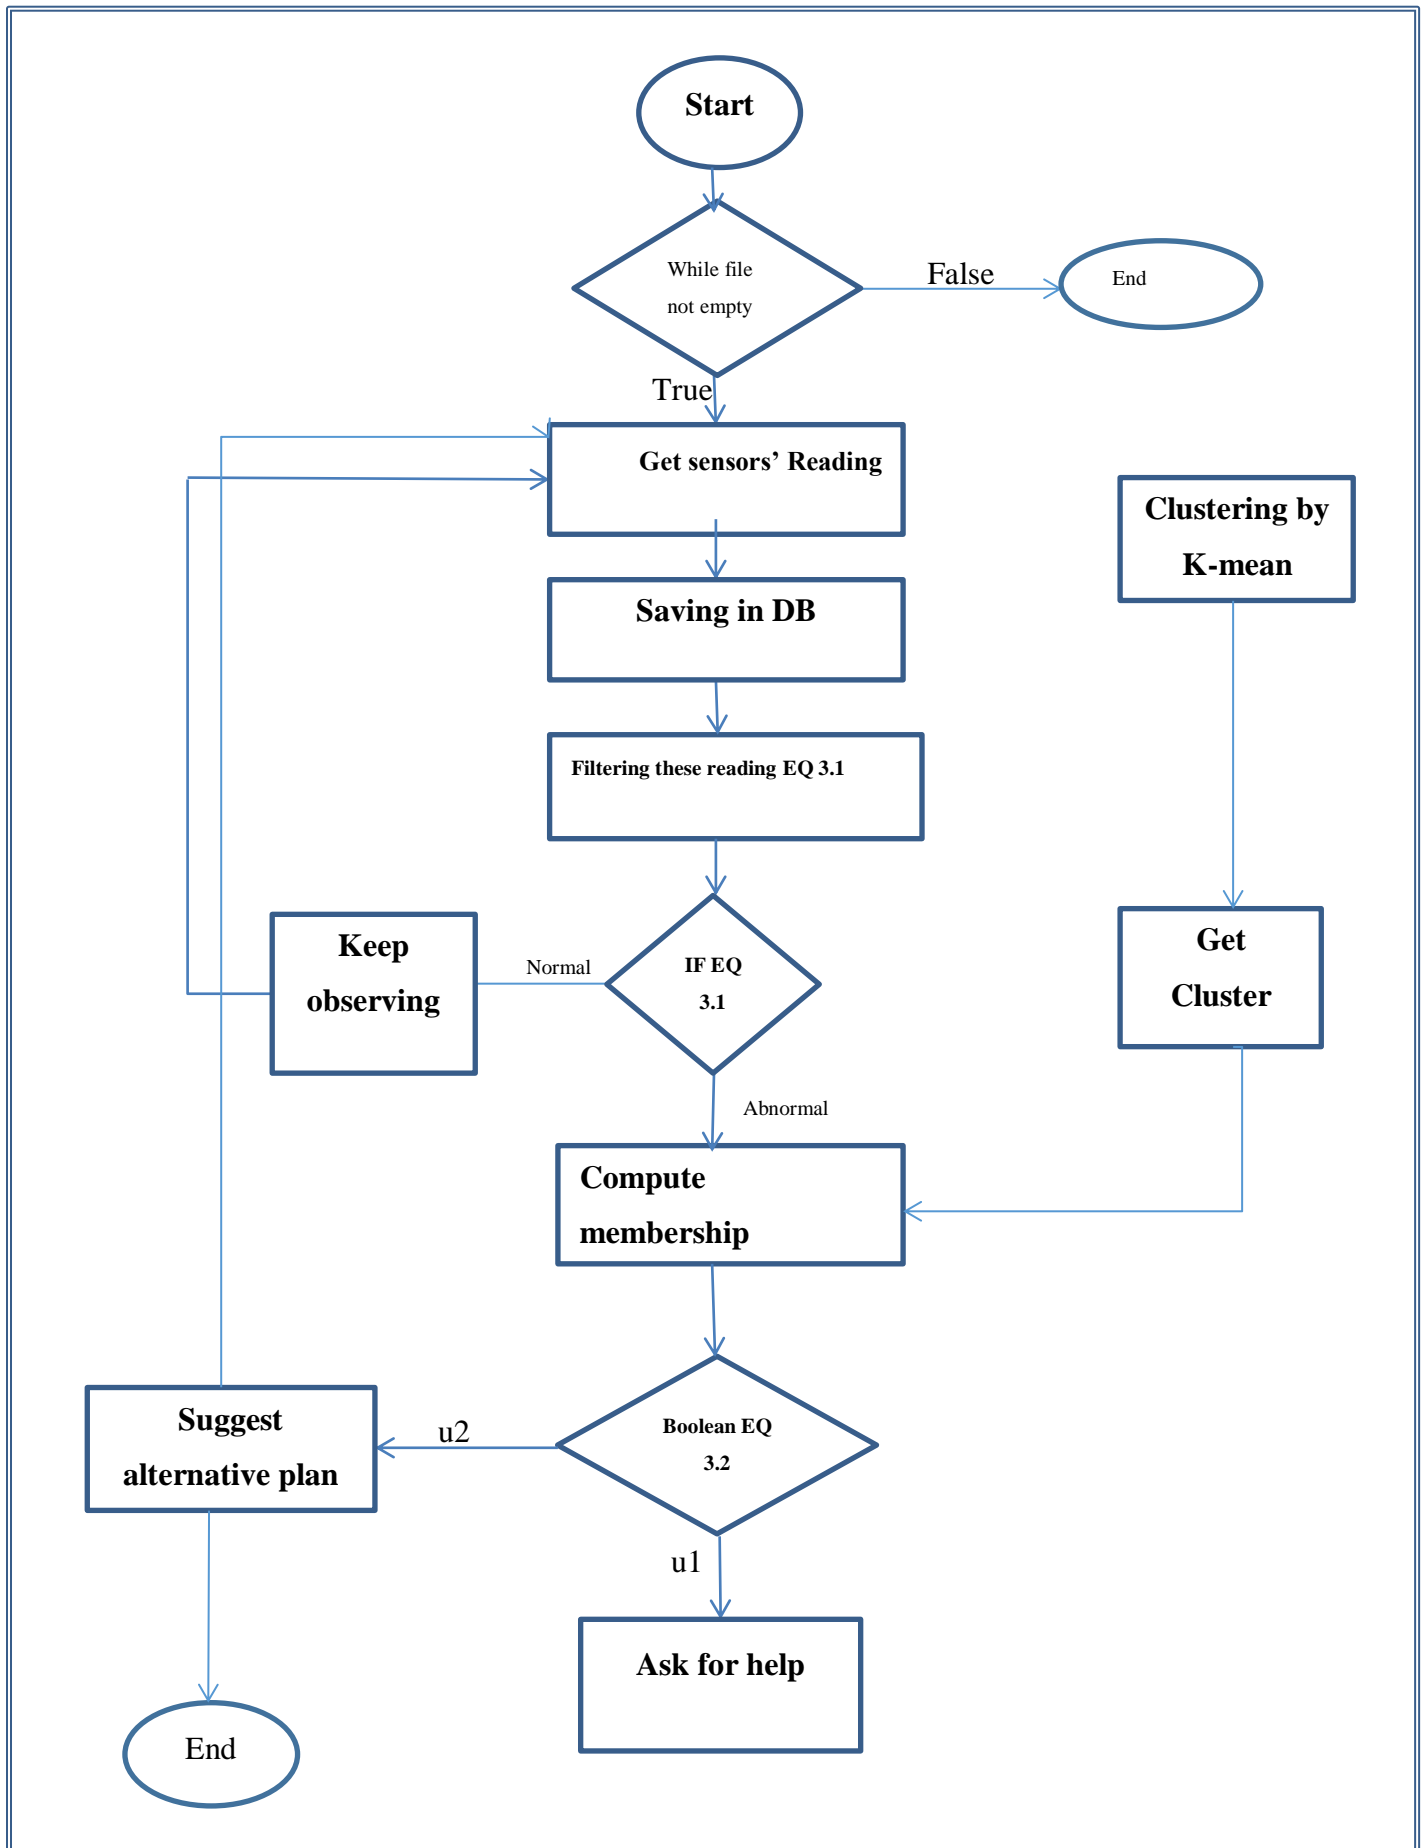 Start
While file
not empty
False
End
True
Get sensors’ Reading
Clustering by
K-mean
Saving in DB
Filtering these reading EQ 3.1
Keep
observing
Normal
IF EQ
3.1
Get
Cluster
Abnormal
Compute
membership
Suggest
alternative plan
u2
Boolean EQ
3.2
u1
Ask for help
End